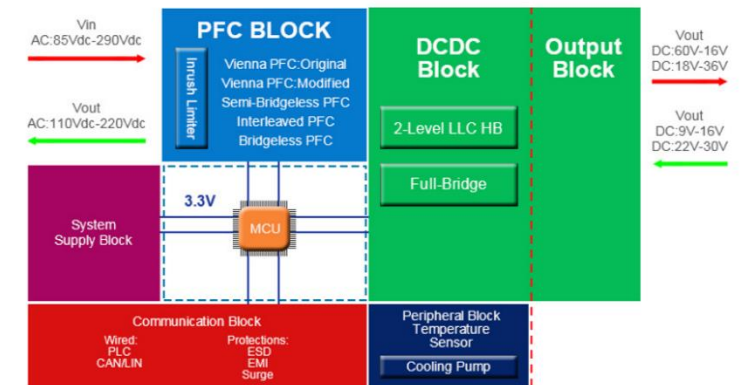 Vin
AC:85Vdc-290Vdc
Vout
AC:110Vdc-220Vdc
PFC BLOCK
Inrush Limiter
Vienna PFC:Original
Vienna PFC:Modified
Semi-Bridgeless PFC
Interleaved PFC
Bridgeless PFC
DCDC
Block
2-Level LLC HB
Full-Bridge
Output
Block
Vout
DC:60V-16V
DC:18V-36V
Vout
DC:9V-16V
DC:22V-30V
System
Supply Block
3.3V
MCU
Communication Block
Wired:
PLC
CAN/LIN
Protections:
ESD
EMI
Surge
Peripheral Block
Temperature
Sensor
Cooling Pump